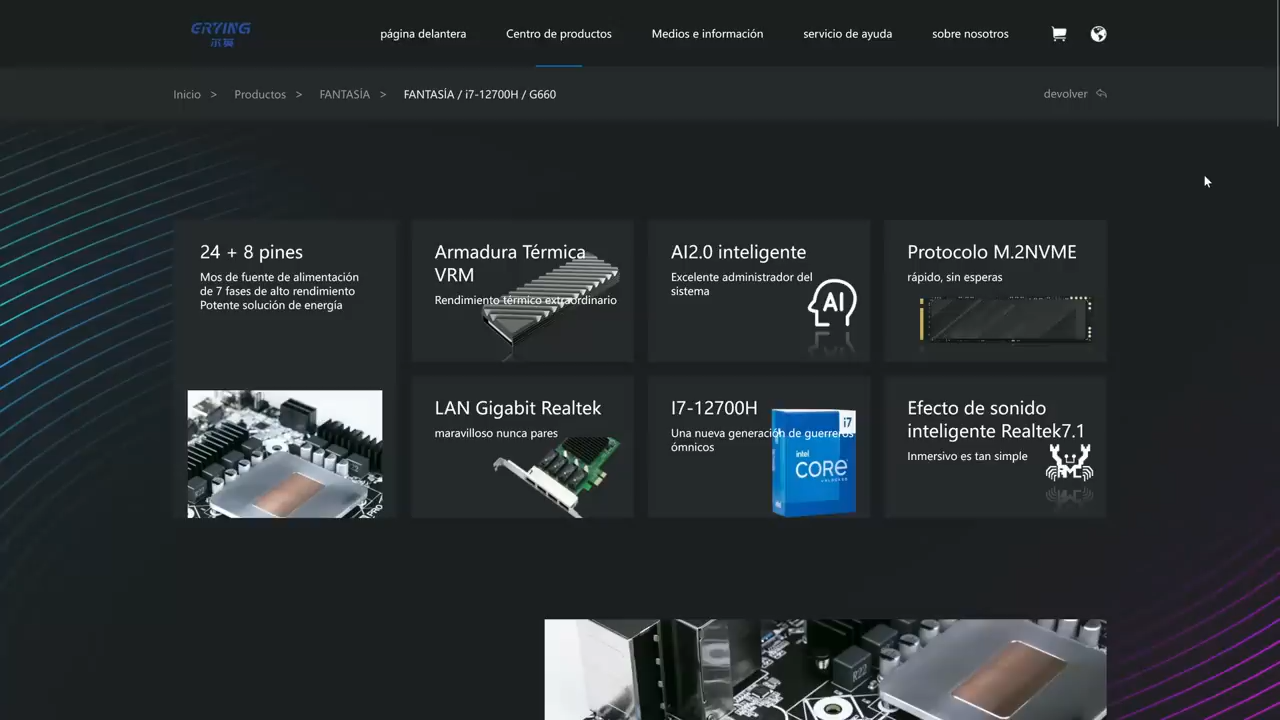 ERYING
尔英
página delantera
Centro de productos
Medios e información
servicio de ayuda
sobre nosotros
Inicio > Productos > FANTASÍA > FANTASÍA / i7-12700H / G660
devolver
24 + 8 pines
Mos de fuente de alimentación
de 7 fases de alto rendimiento
Potente solución de energía
Armadura Térmica
VRM
Rendimiento térmico extraordinario
AI2.0 inteligente
Excelente administrador del
sistema
AI
Protocolo M.2NVME
rápido, sin esperas
LAN Gigabit Realtek
maravilloso nunca pares
I7-12700H
Una nueva generación de guerreros
ómnicos
i7
intel
CORE
UNLOCKED
Efecto de sonido
inteligente Realtek7.1
Inmersivo es tan simple
R22